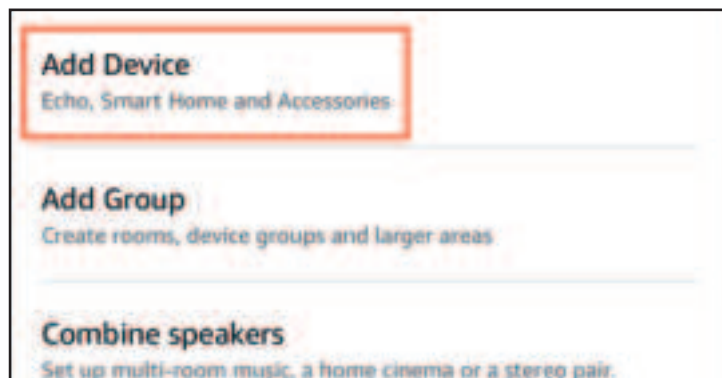 Add Device
Echo, Smart Home and Accessories
Add Group
Create rooms, device groups and larger areas
Combine speakers
Set up multi-room music, a home cinema or a stereo pair.